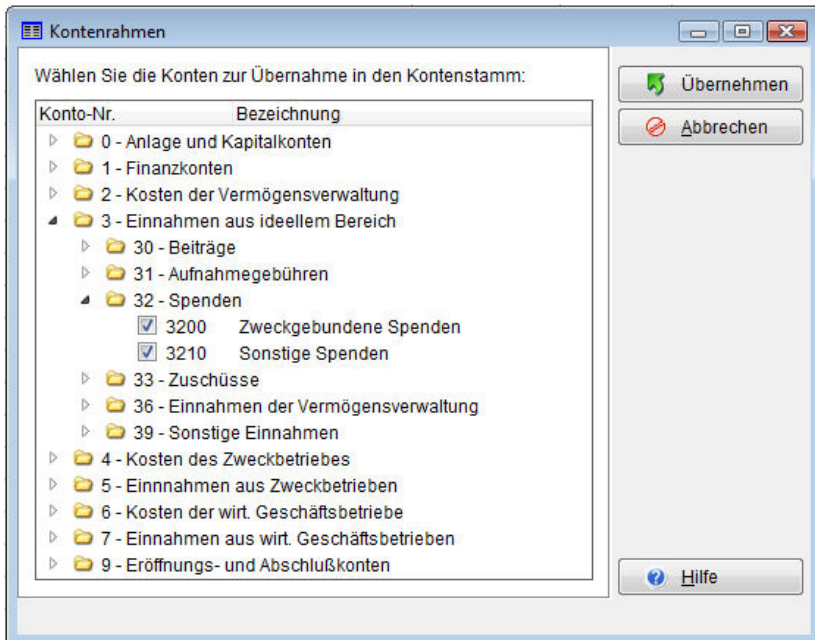 Kontenrahmen
Wählen Sie die Konten zur Übernahme in den Kontenstamm:
Übernehmen
Abbrechen
Konto-Nr. Bezeichnung
0 - Anlage und Kapitalkonten
1 - Finanzkonten
2 - Kosten der Vermögensverwaltung
3 - Einnahmen aus ideellem Bereich
30 - Beiträge
31 - Aufnahmegebühren
32 - Spenden
3200 Zweckgebundene Spenden
3210 Sonstige Spenden
33 - Zuschüsse
36 - Einnahmen der Vermögensverwaltung
39 - Sonstige Einnahmen
4 - Kosten des Zweckbetriebes
5 - Einnnahmen aus Zweckbetrieben
6 - Kosten der wirt. Geschäftsbetriebe
7 - Einnahmen aus wirt. Geschäftsbetrieben
9 - Eröffnungs- und Abschlußkonten
Hilfe